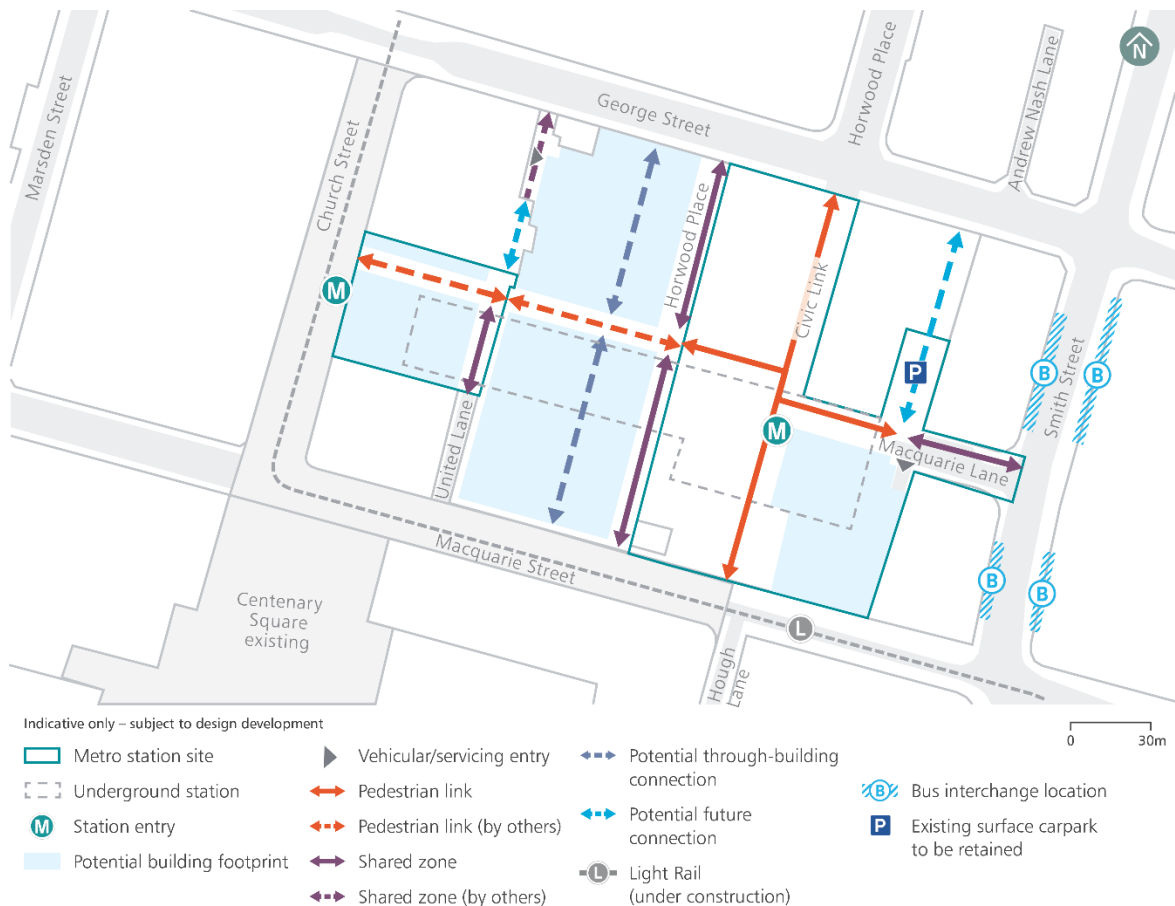 N
Marsden Street
Church Street
George Street
Horwood Place
Andrew Nash Lane
Horwood Place
Civic Link
M
P
B
B
Smith Street
M
Macquarie Lane
United Lane
Macquarie Street
B
B
Centenary
Square
existing
L
Hough
Lane
Indicative only – subject to design development
0 30m
Metro station site
Underground station
M Station entry
Potential building footprint
Vehicular/servicing entry
Pedestrian link
Pedestrian link (by others)
Shared zone
Shared zone (by others)
Potential through-building
connection
Potential future
connection
L Light Rail
(under construction)
B Bus interchange location
P Existing surface carpark
to be retained